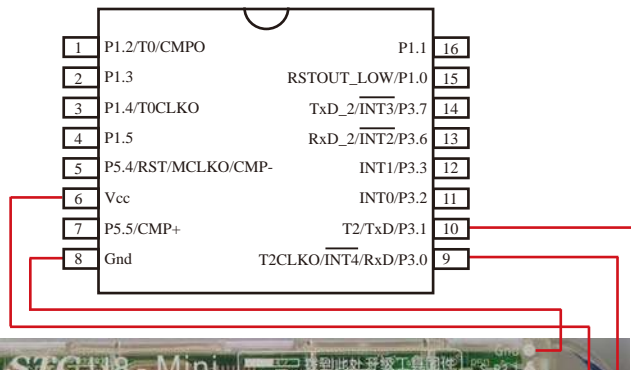 1 P1.2/T0/CMPO
2 P1.3
3 P1.4/T0CLKO
4 P1.5
5 P5.4/RST/MCLKO/CMP-
6 Vcc
7 P5.5/CMP+
8 Gnd
P1.1 16
RSTOUT_LOW/P1.0 15
TxD_2/INT3/P3.7 14
RxD_2/INT2/P3.6 13
INT1/P3.3 12
INT0/P3.2 11
T2/TxD/P3.1 10
T2CLKO/INT4/RxD/P3.0 9
Gnd
Mini